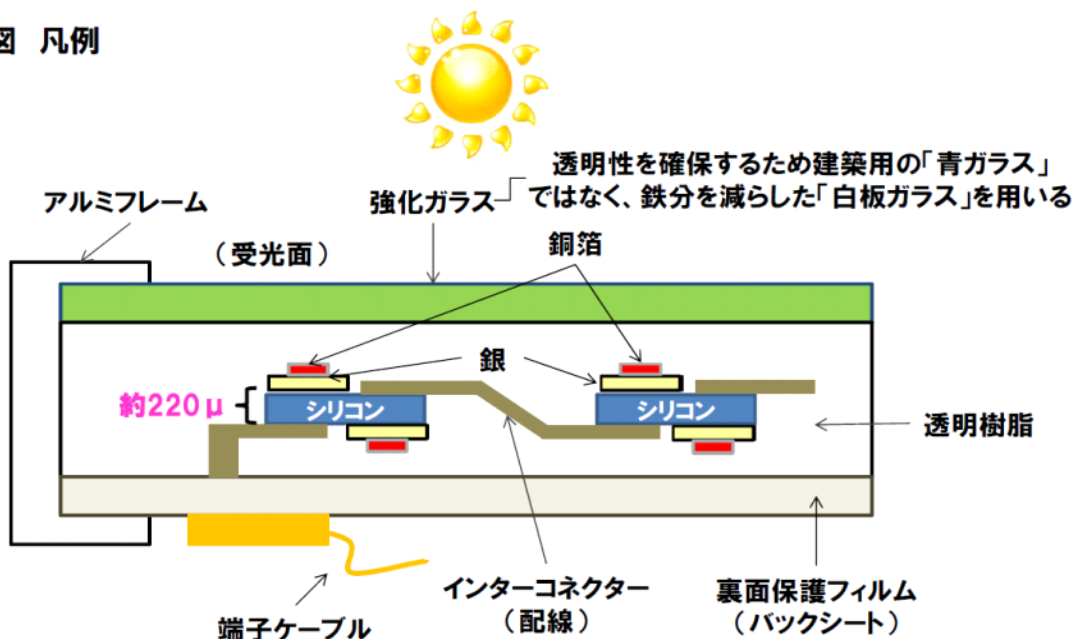 図 凡例
透明性を確保するため建築用の「青ガラス」
ではなく、鉄分を減らした「白板ガラス」を用いる
アルミフレーム
強化ガラス
(受光面)
銅箔
銀
約220μ
シリコン
シリコン
透明樹脂
インターコネクター
(配線)
裏面保護フィルム
(バックシート)
端子ケーブル